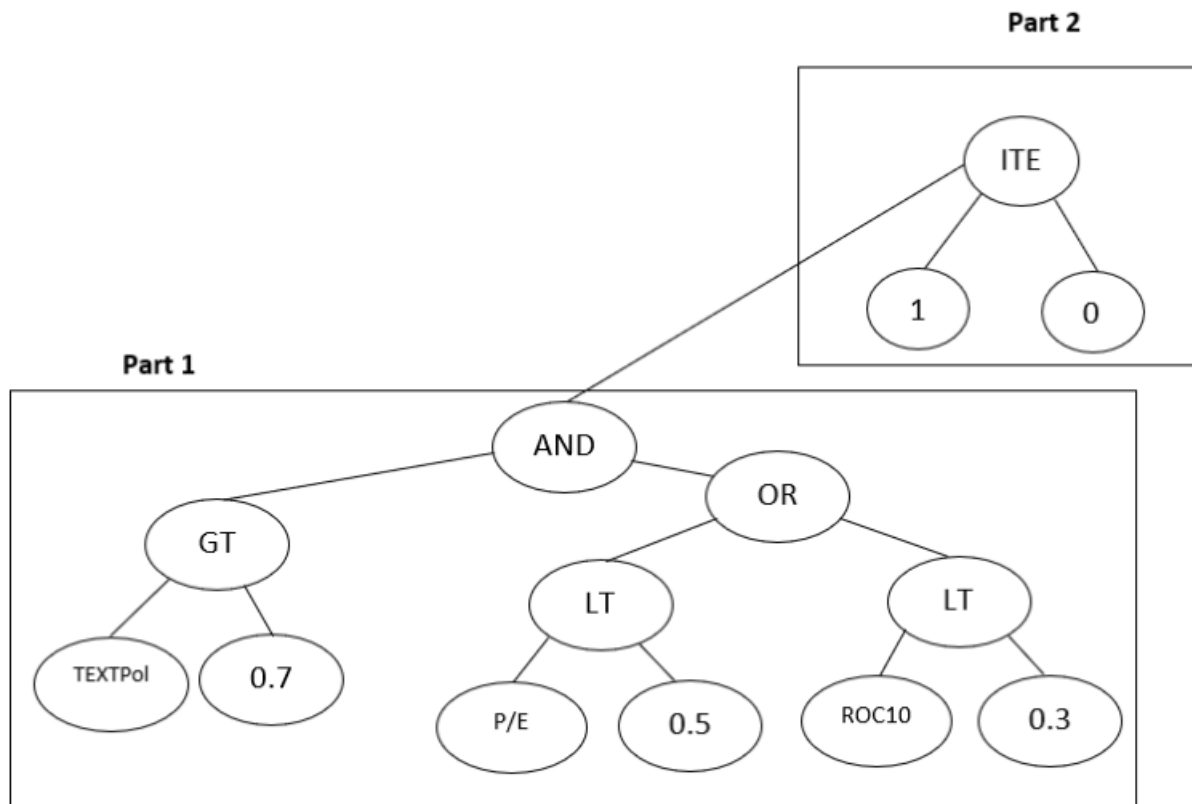 Part 2
ITE
1
0
Part 1
AND
OR
GT
LT
LT
TEXTPol
0.7
P/E
0.5
ROC10
0.3